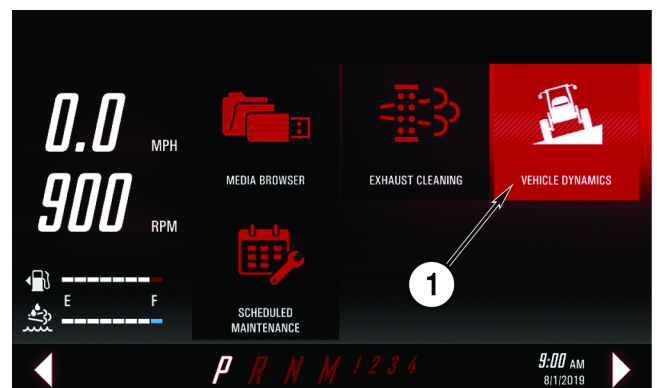 0.0 MPH
900 RPM
E F
MEDIA BROWSER
EXHAUST CLEANING
VEHICLE DYNAMICS
1
SCHEDULED
MAINTENANCE
P R N M 1 2 3 4
9:00 AM
8/1/2019